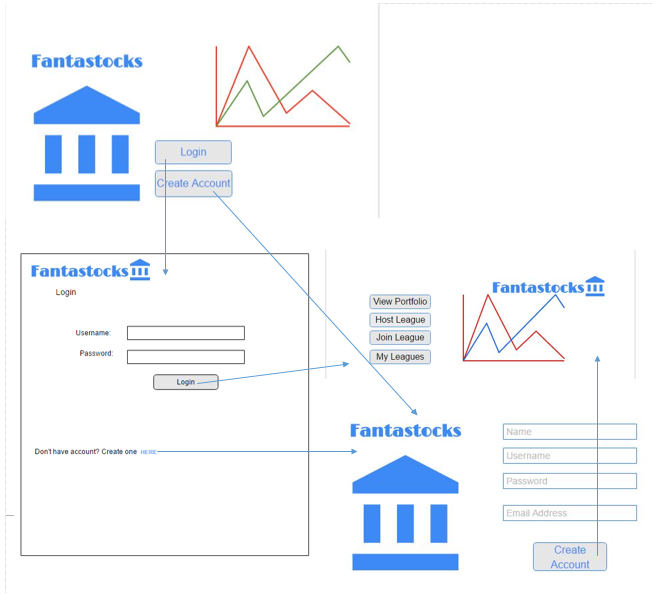 Fantastocks
Login
Create Account
Fantastocks
Login
Username:
Password:
Login
Don't have account? Create one HERE
Fantastocks
View Portfolio
Host League
Join League
My Leagues
Fantastocks
Name
Username
Password
Email Address
Create
Account